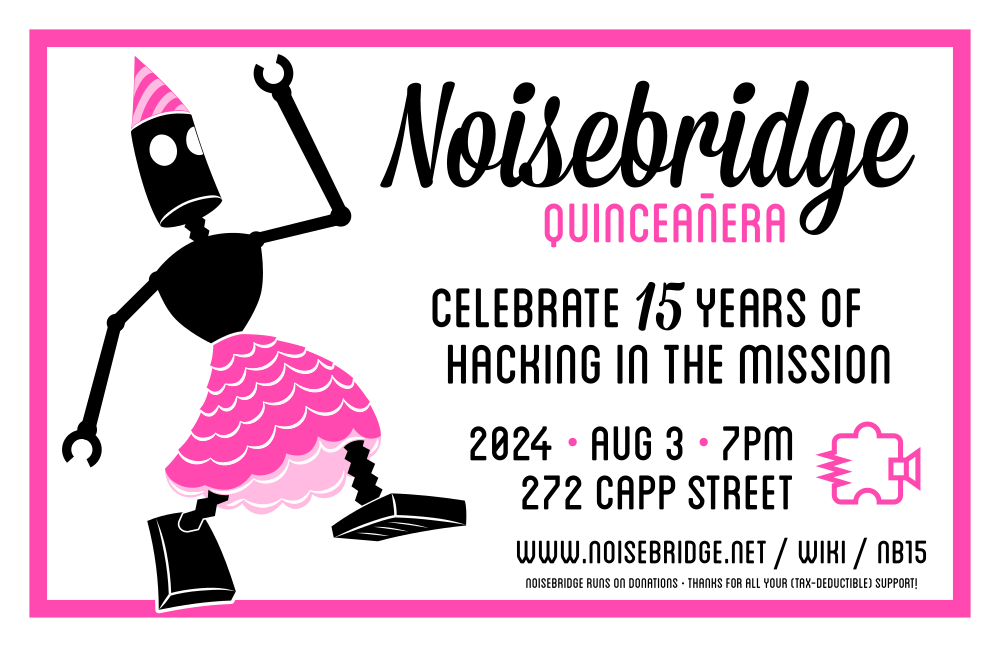 Noisebridge
QUINCEAÑERA
CELEBRATE 15 YEARS OF
HACKING IN THE MISSION
2024 • AUG 3 • 7PM
272 CAPP STREET
WWW.NOISEBRIDGE.NET / WIKI / NB15
NOISEBRIDGE RUNS ON DONATIONS • THANKS FOR ALL YOUR (TAX-DEDUCTIBLE) SUPPORT!